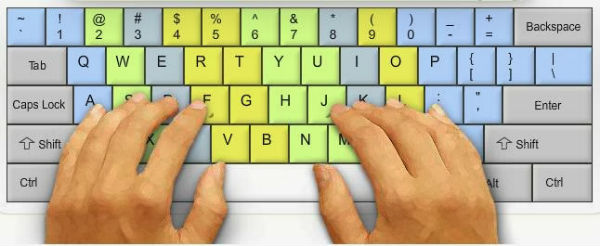 ~ ! @ # $ % ^ & * ( ) _ + Backspace
` 1 2 3 4 5 6 7 8 9 0 - =
Tab Q W E R T Y U I O P { [ } ] | \
Caps Lock A F G H J K : ; " ' Enter
Shift X V B N M Shift
Ctrl Alt Ctrl